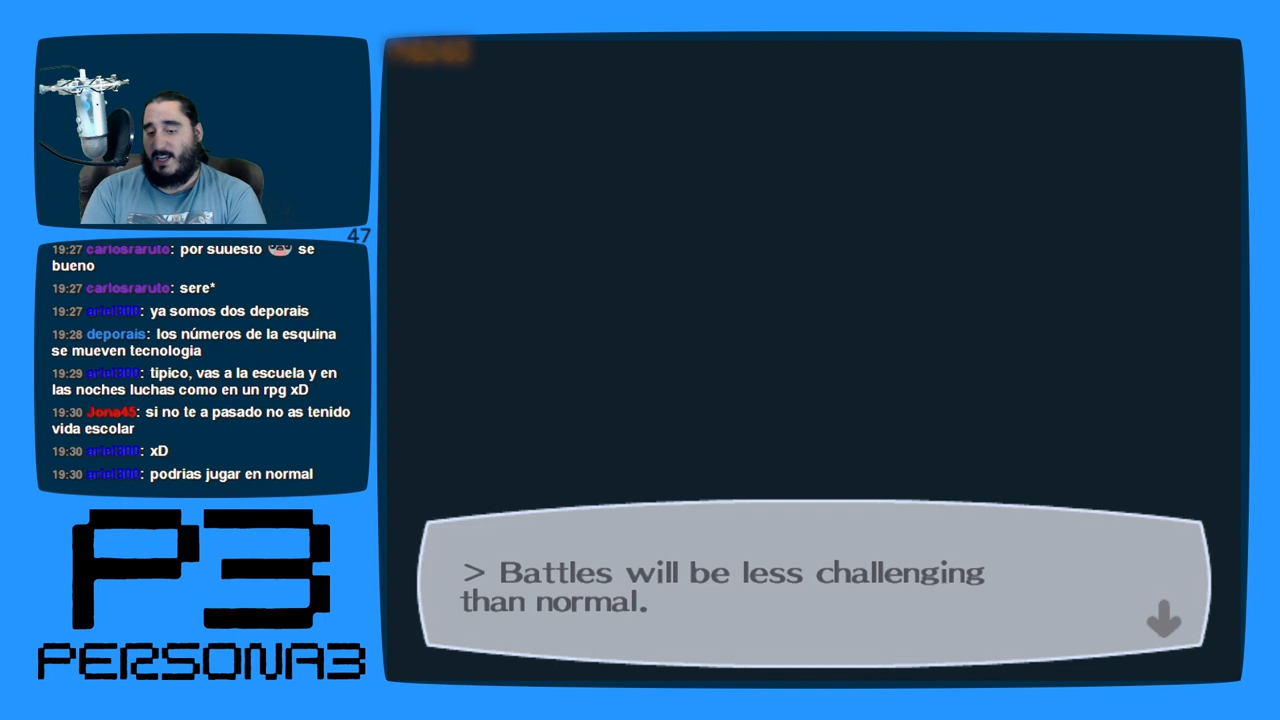 47
19:27 carlosraruto: por suuesto se
bueno
19:27 carlosraruto: sere*
19:27 : ya somos dos deporais
19:28 deporais: los números de la esquina
se mueven tecnologia
19:29 : tipico, vas a la escuela y en
las noches luchas como en un rpg xD
19:30 Jona45: si no te a pasado no as tenido
vida escolar
19:30 : xD
19:30 : podrias jugar en normal
P3
PERSONA3
> Battles will be less challenging
than normal.